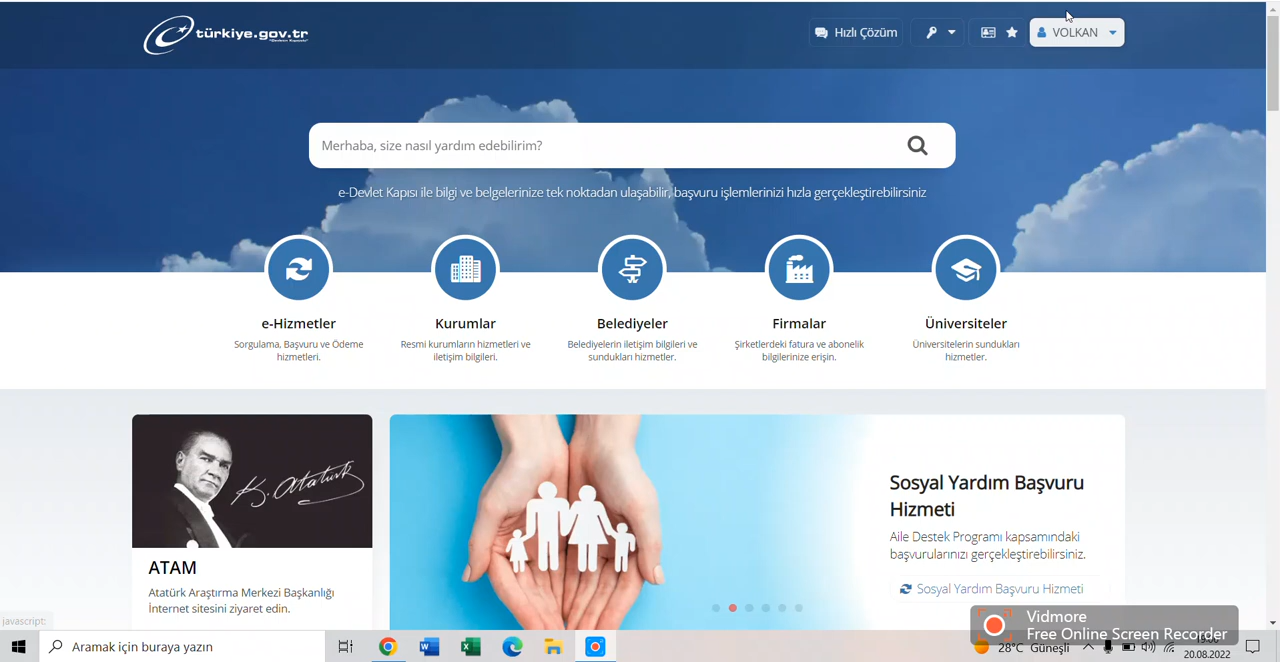 türkiye.gov.tr
Hızlı Çözüm
VOLKAN
Merhaba, size nasıl yardım edebilirim?
e-Devlet Kapısı ile bilgi ve belgelerinize tek noktadan ulaşabilir, başvuru işlemlerinizi hızla gerçekleştirebilirsiniz
e-Hizmetler
Sorgulama, Başvuru ve Ödeme
hizmetleri.
Kurumlar
Resmi kurumların hizmetleri ve
iletişim bilgileri.
Belediyeler
Belediyelerin iletişim bilgileri ve
sundukları hizmetler.
Firmalar
Şirketlerdeki fatura ve abonelik
bilgilerinize erişin.
Üniversiteler
Üniversitelerin sundukları
hizmetler.
K. Atatürk
ATAM
Atatürk Araştırma Merkezi Başkanlığı
İnternet sitesini ziyaret edin.
Sosyal Yardım Başvuru
Hizmeti
Aile Destek Programı kapsamındaki
başvurularınızı gerçekleştirebilirsiniz.
Sosyal Yardım Başvuru Hizmeti
javascript:
Vidmore
Free Online Screen Recorder
Aramak için buraya yazın
28°C Güneşli
20.08.2022